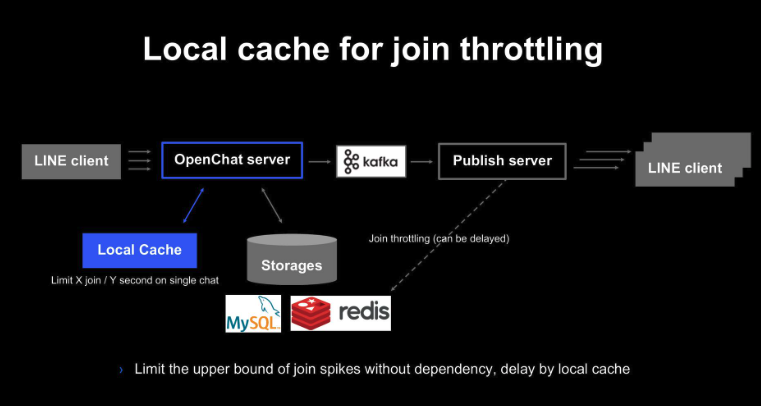 Local cache for join throttling
LINE client
OpenChat server
kafka
Publish server
LINE client
Local Cache
Limit X join / Y second on single chat
Storages
Join throttling (can be delayed)
MySQL
redis
› Limit the upper bound of join spikes without dependency, delay by local cache